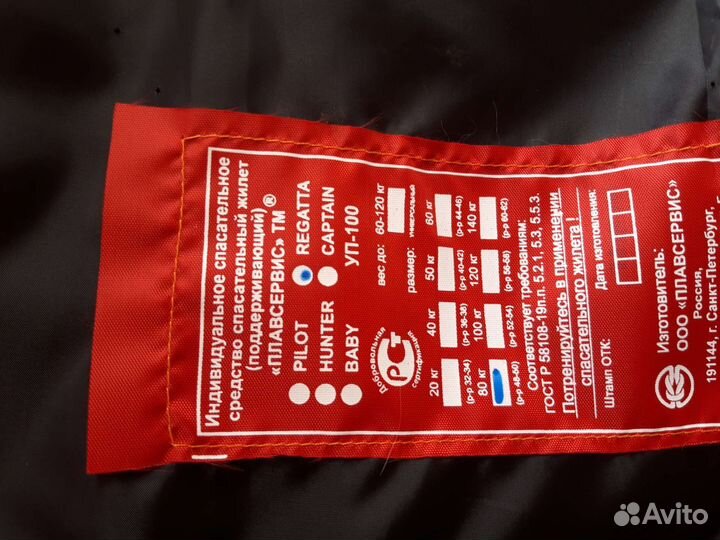 Индивидуальное спасательное
средство спасательный жилет
(поддерживающий)
«ПЛАВСЕРВИС» ТМ ®
PILOT REGATTA
HUNTER CAPTAIN
BABY УП-100
Добровольная
РСТ
сертификация
вес до: 60-120 кг
размер: УНИВЕРСАЛЬНЫЙ
20 кг 40 кг 50 кг 60 кг
(р-р 32-34) (р-р 36-38) (р-р 40-42) (р-р 44-46)
80 кг 100 кг 120 кг 140 кг
(р-р 48-50) (р-р 52-54) (р-р 56-58) (р-р 60-62)
Соответствует требованиям:
ГОСТ Р 58108-19п.п. 5.2.1, 5.3, 5.5.3.
Потренируйтесь в применении
спасательного жилета !
Штамп ОТК: Дата изготовления:
Изготовитель:
ООО «ПЛАВСЕРВИС»
Россия,
191144, г. Санкт-Петербург,
Avito